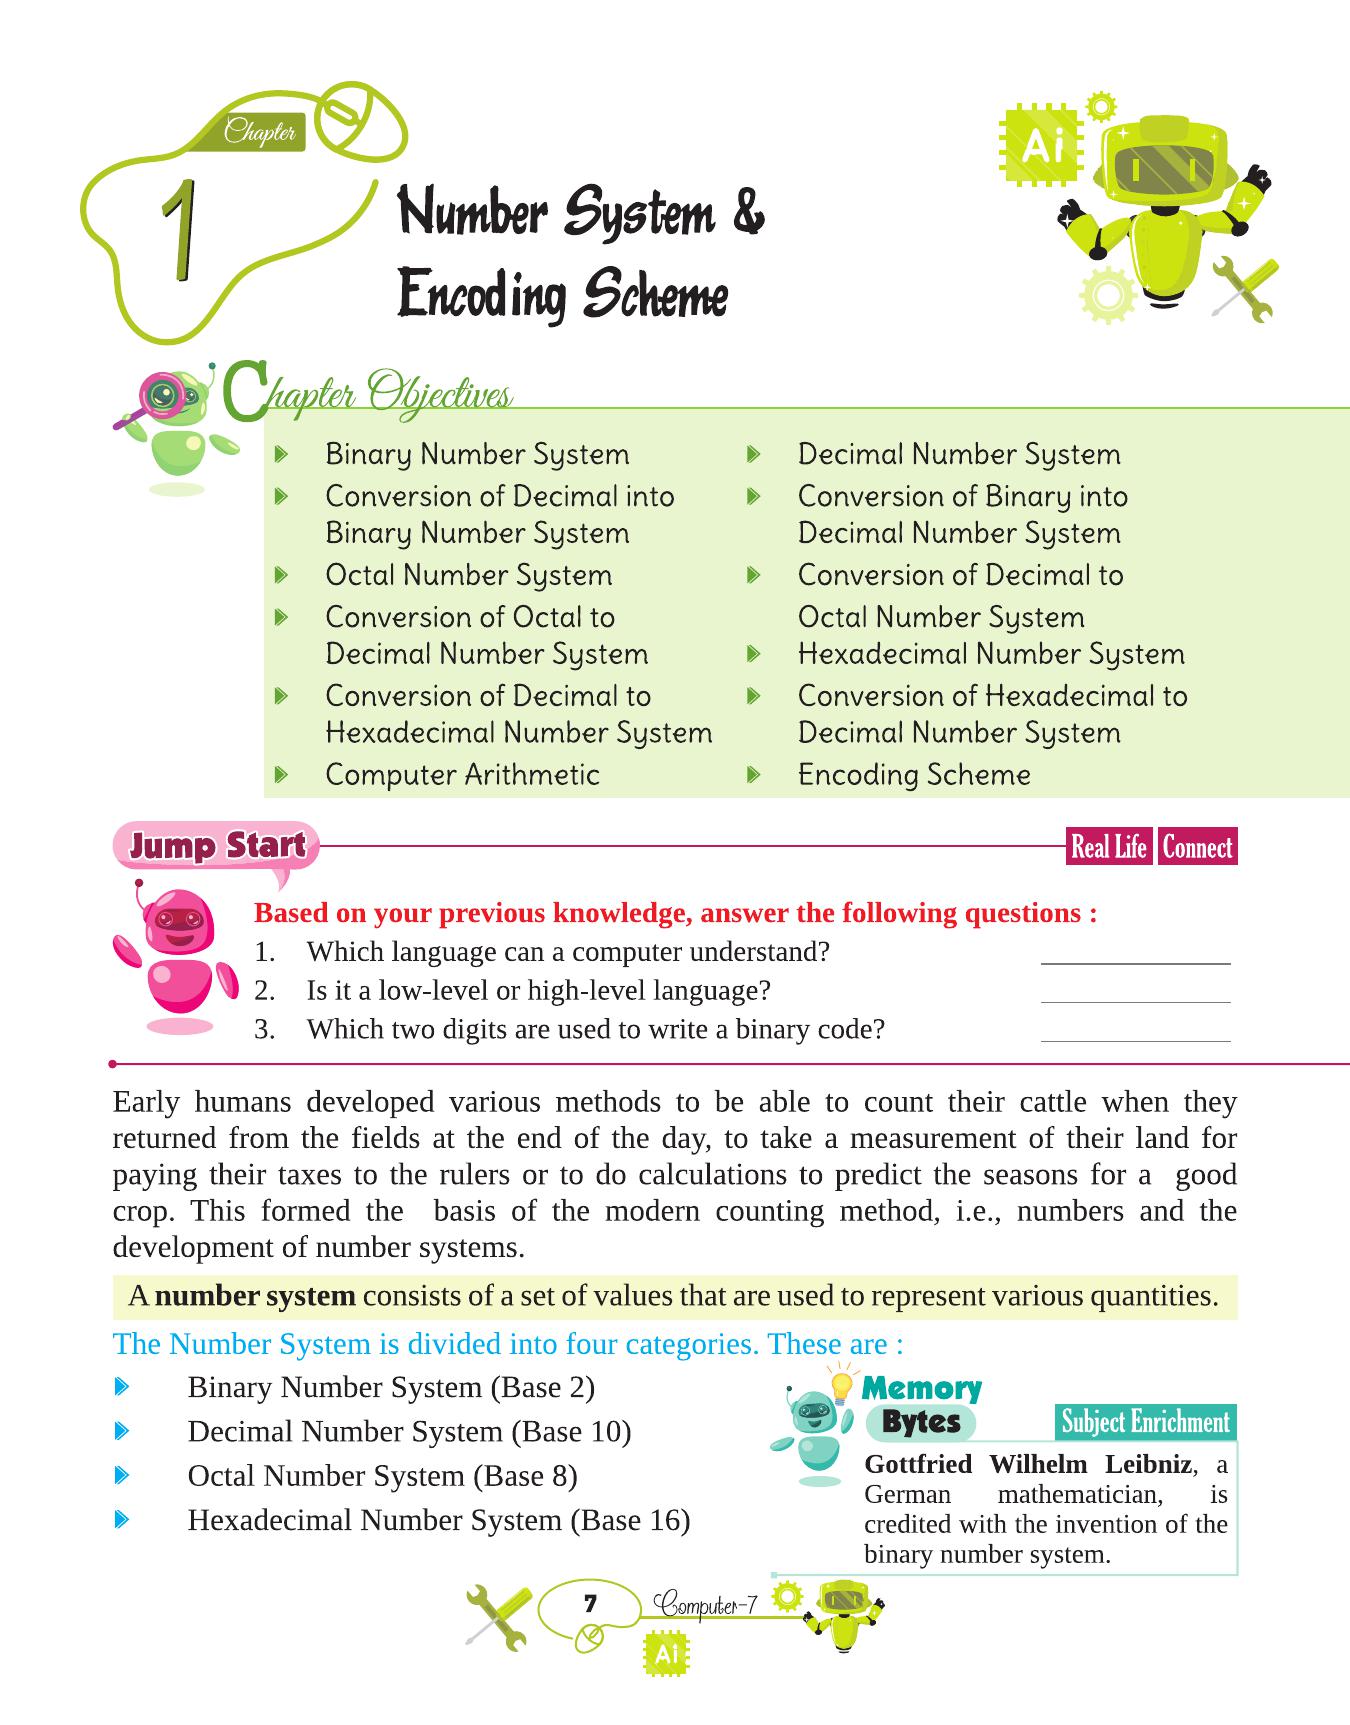 Chapter
1
Number System &
Encoding Scheme
Ai
Chapter Objectives
Binary Number System
Decimal Number System
Conversion of Decimal into
Binary Number System
Conversion of Binary into
Decimal Number System
Octal Number System
Conversion of Decimal to
Octal Number System
Conversion of Octal to
Decimal Number System
Hexadecimal Number System
Conversion of Decimal to
Hexadecimal Number System
Conversion of Hexadecimal to
Decimal Number System
Computer Arithmetic
Encoding Scheme
Jump Start
Real Life Connect
Based on your previous knowledge, answer the following questions :
1. Which language can a computer understand?
2. Is it a low-level or high-level language?
3. Which two digits are used to write a binary code?
Early humans developed various methods to be able to count their cattle when they
returned from the fields at the end of the day, to take a measurement of their land for
paying their taxes to the rulers or to do calculations to predict the seasons for a good
crop. This formed the basis of the modern counting method, i.e., numbers and the
development of number systems.
A number system consists of a set of values that are used to represent various quantities.
The Number System is divided into four categories. These are :
Binary Number System (Base 2)
Decimal Number System (Base 10)
Octal Number System (Base 8)
Hexadecimal Number System (Base 16)
Memory
Bytes
Subject Enrichment
Gottfried Wilhelm Leibniz, a
German mathematician, is
credited with the invention of the
binary number system.
7
Computer-7
Ai